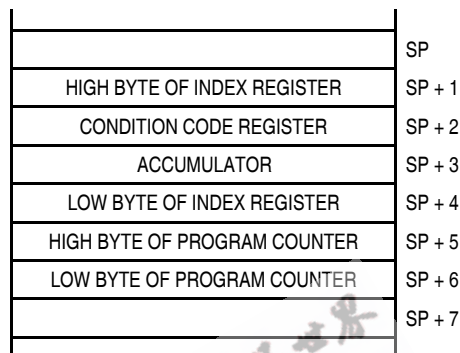 SP
HIGH BYTE OF INDEX REGISTER SP + 1
CONDITION CODE REGISTER SP + 2
ACCUMULATOR SP + 3
LOW BYTE OF INDEX REGISTER SP + 4
HIGH BYTE OF PROGRAM COUNTER SP + 5
LOW BYTE OF PROGRAM COUNTER SP + 6
SP + 7
世界